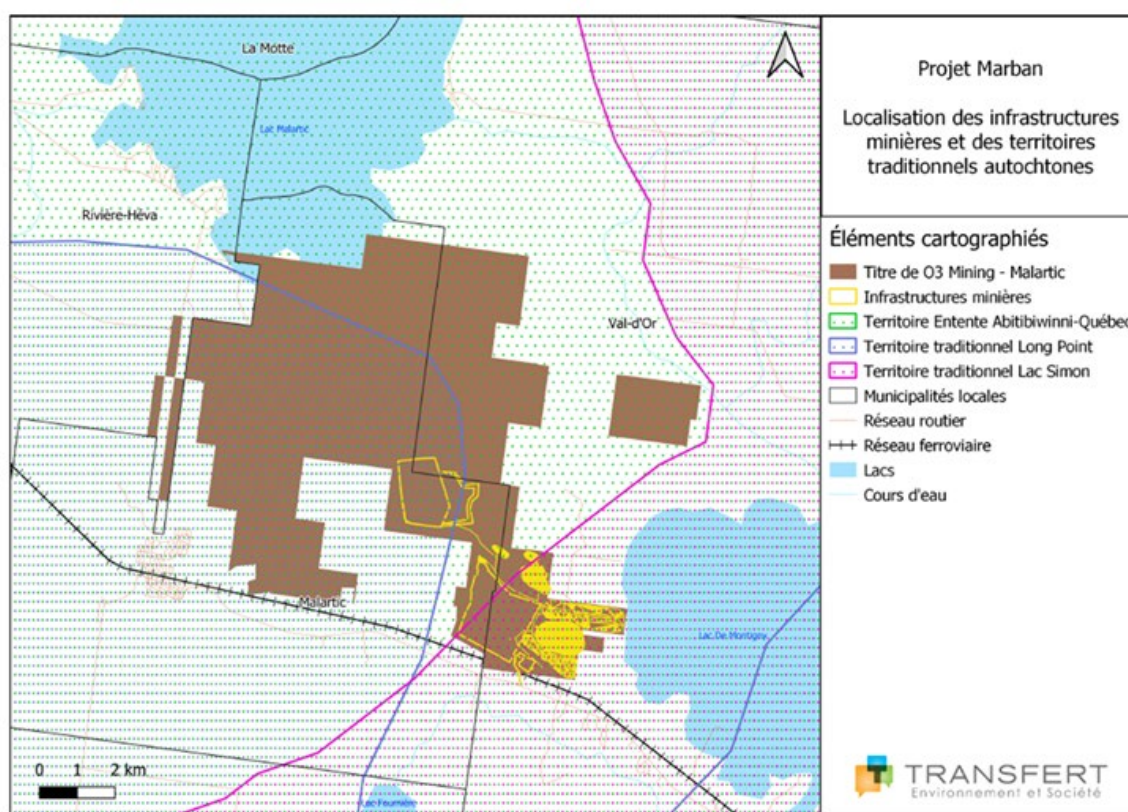 La Motte
Lac Malartic
Rivière-Héva
Val-d'Or
Malartic
Lac De Montigny
Lac Fournière
0 1 2 km
Projet Marban
Localisation des infrastructures
minières et des territoires
traditionnels autochtones
Éléments cartographiés
Titre de O3 Mining - Malartic
Infrastructures minières
Territoire Entente Abitibiwinni-Québec
Territoire traditionnel Long Point
Territoire traditionnel Lac Simon
Municipalités locales
Réseau routier
Réseau ferroviaire
Lacs
Cours d'eau
TRANSFERT
Environnement et Société